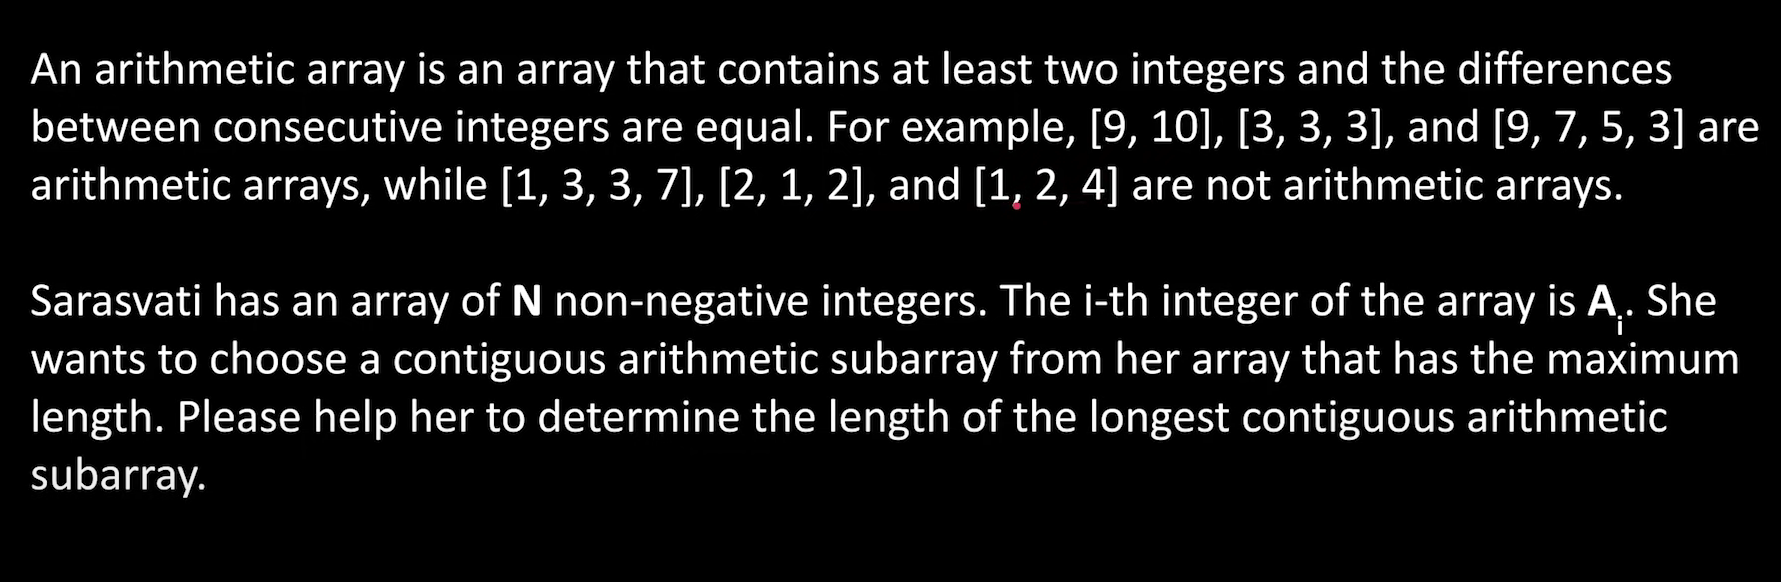 An arithmetic array is an array that contains at least two integers and the differences
between consecutive integers are equal. For example, [9, 10], [3, 3, 3], and [9, 7, 5, 3] are
arithmetic arrays, while [1, 3, 3, 7], [2, 1, 2], and [1, 2, 4] are not arithmetic arrays.
Sarasvati has an array of N non-negative integers. The i-th integer of the array is Aᵢ. She
wants to choose a contiguous arithmetic subarray from her array that has the maximum
length. Please help her to determine the length of the longest contiguous arithmetic
subarray.